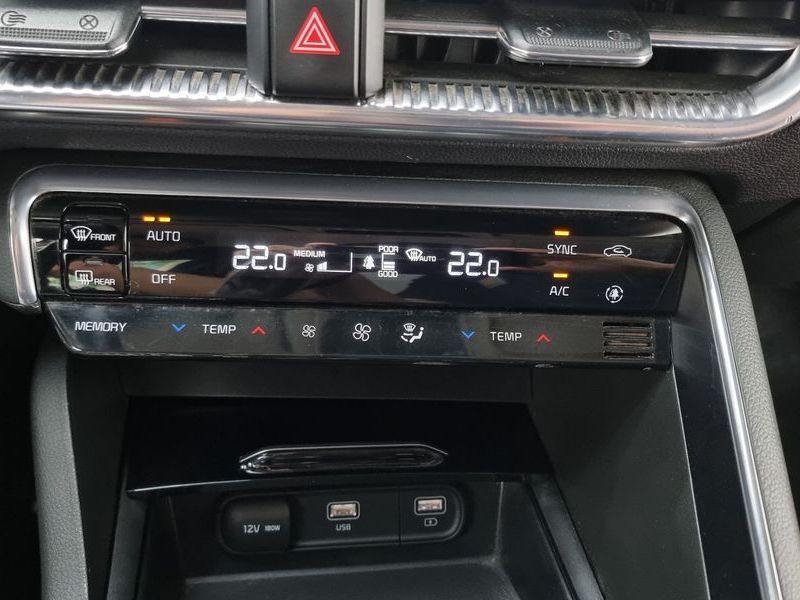 FRONT
REAR
AUTO
OFF
22.0
MEDIUM
POOR
GOOD
AUTO
22.0
SYNC
A/C
MEMORY
TEMP
TEMP
12V 180W
USB